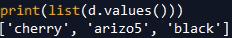 print(list(d.values()))
['cherry', 'arizo5', 'black']